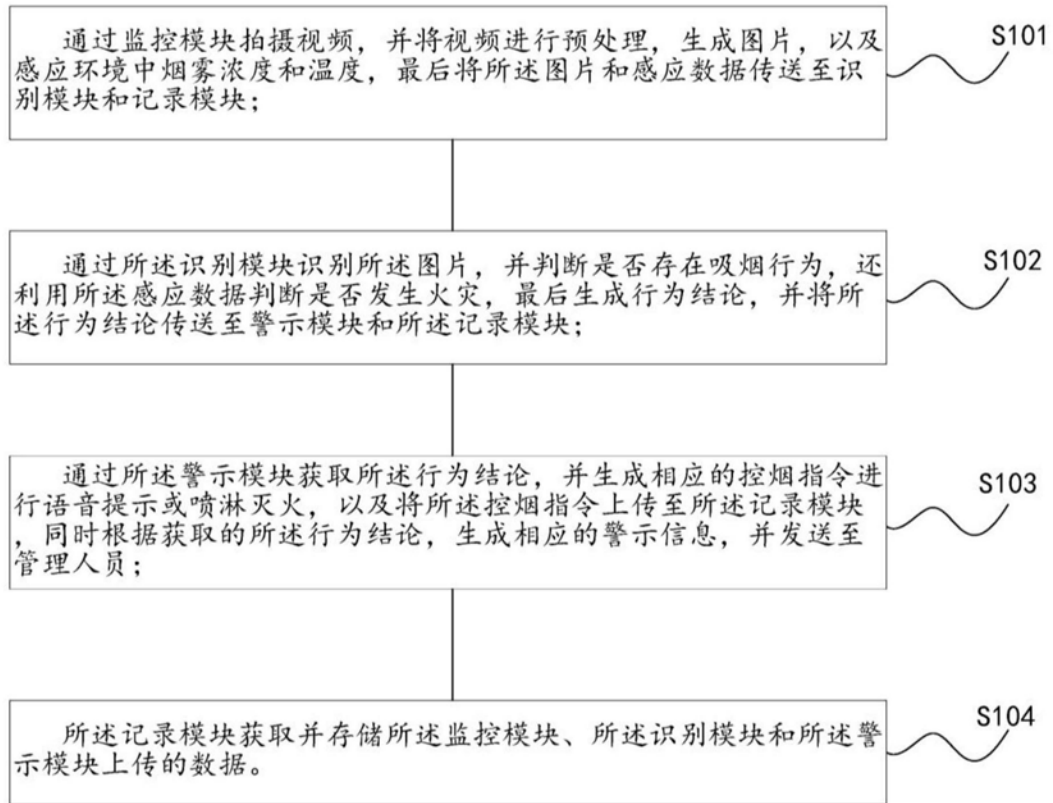 通过监控模块拍摄视频，并将视频进行预处理，生成图片，以及
感应环境中烟雾浓度和温度，最后将所述图片和感应数据传送至识
别模块和记录模块；
S101
通过所述识别模块识别所述图片，并判断是否存在吸烟行为，还
利用所述感应数据判断是否发生火灾，最后生成行为结论，并将所
述行为结论传送至警示模块和所述记录模块；
S102
通过所述警示模块获取所述行为结论，并生成相应的控烟指令进
行语音提示或喷淋灭火，以及将所述控烟指令上传至所述记录模块
，同时根据获取的所述行为结论，生成相应的警示信息，并发送至
管理人员；
S103
所述记录模块获取并存储所述监控模块、所述识别模块和所述警
示模块上传的数据。
S104